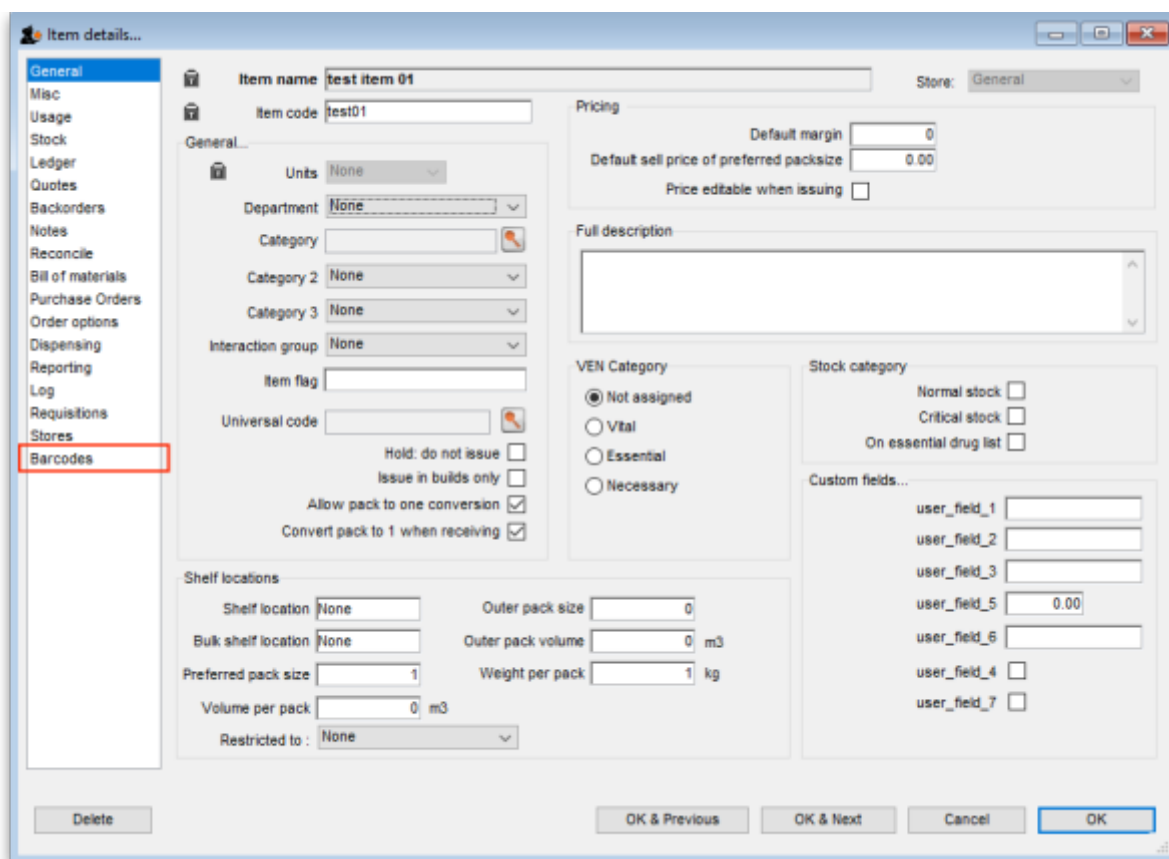 Item details...
General
Misc
Usage
Stock
Ledger
Quotes
Backorders
Notes
Reconcile
Bill of materials
Purchase Orders
Order options
Dispensing
Reporting
Log
Requisitions
Stores
Barcodes
Item name test item 01
Store: General
Item code test01
General...
Units None
Department None
Category
Category 2 None
Category 3 None
Interaction group None
Item flag
Universal code
Hold: do not issue
Issue in builds only
Allow pack to one conversion
Convert pack to 1 when receiving
Pricing
Default margin 0
Default sell price of preferred packsize 0.00
Price editable when issuing
Full description
VEN Category
Not assigned
Vital
Essential
Necessary
Stock category
Normal stock
Critical stock
On essential drug list
Custom fields...
user_field_1
user_field_2
user_field_3
user_field_5 0.00
user_field_6
user_field_4
user_field_7
Shelf locations
Shelf location None Outer pack size 0
Bulk shelf location None Outer pack volume 0 m3
Preferred pack size 1 Weight per pack 1 kg
Volume per pack 0 m3
Restricted to : None
Delete OK & Previous OK & Next Cancel OK